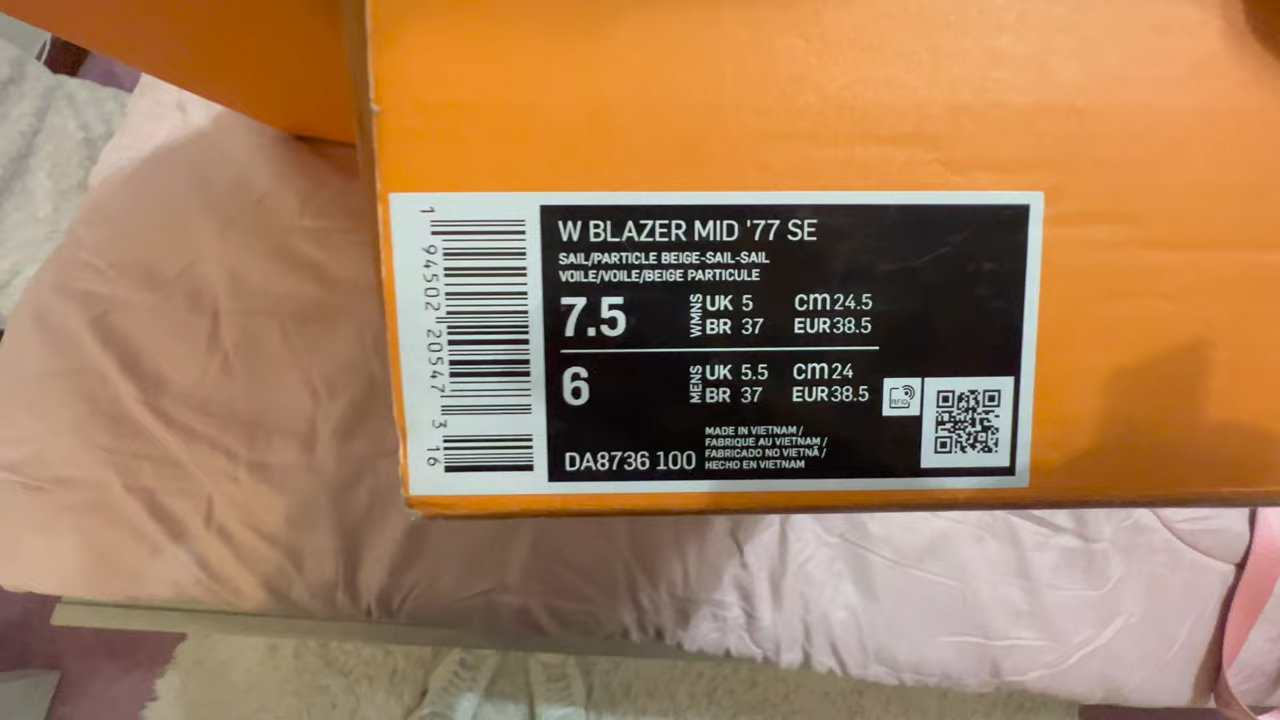 W BLAZER MID '77 SE
SAIL/PARTICLE BEIGE-SAIL-SAIL
VOILE/VOILE/BEIGE PARTICULE
7.5 WMNS UK 5 cm 24.5
BR 37 EUR 38.5
6 MENS UK 5.5 cm 24
BR 37 EUR 38.5
RFID
MADE IN VIETNAM /
FABRIQUE AU VIETNAM /
FABRICADO NO VIETNÃ /
HECHO EN VIETNAM
DA8736 100
1 94502 20547 3 16